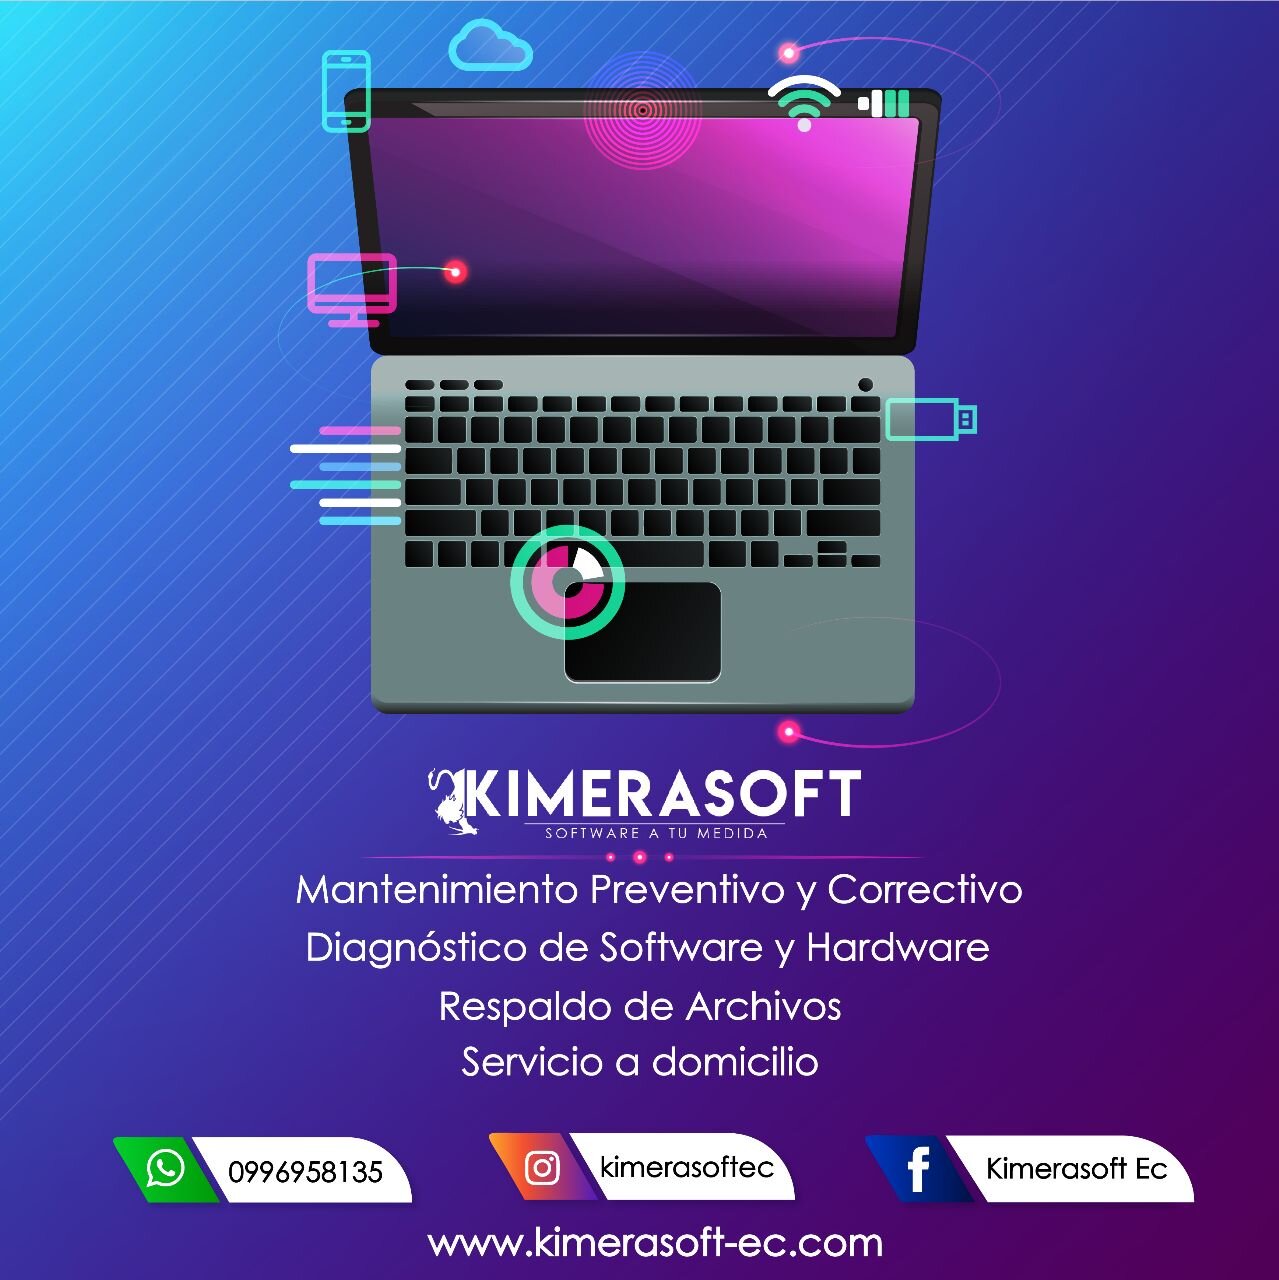 KIMERASOFT
SOFTWARE A TU MEDIDA
Mantenimiento Preventivo y Correctivo
Diagnóstico de Software y Hardware
Respaldo de Archivos
Servicio a domicilio
0996958135
kimerasoftec
Kimerasoft Ec
www.kimerasoft-ec.com